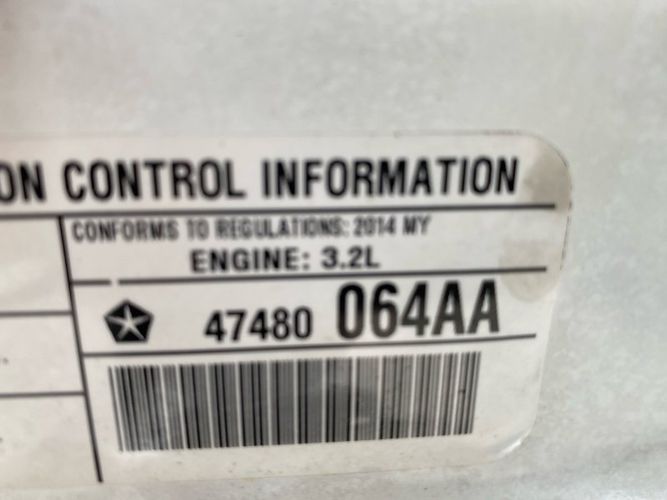 ON CONTROL INFORMATION
CONFORMS TO REGULATIONS: 2014 MY
ENGINE: 3.2L
47480 064AA